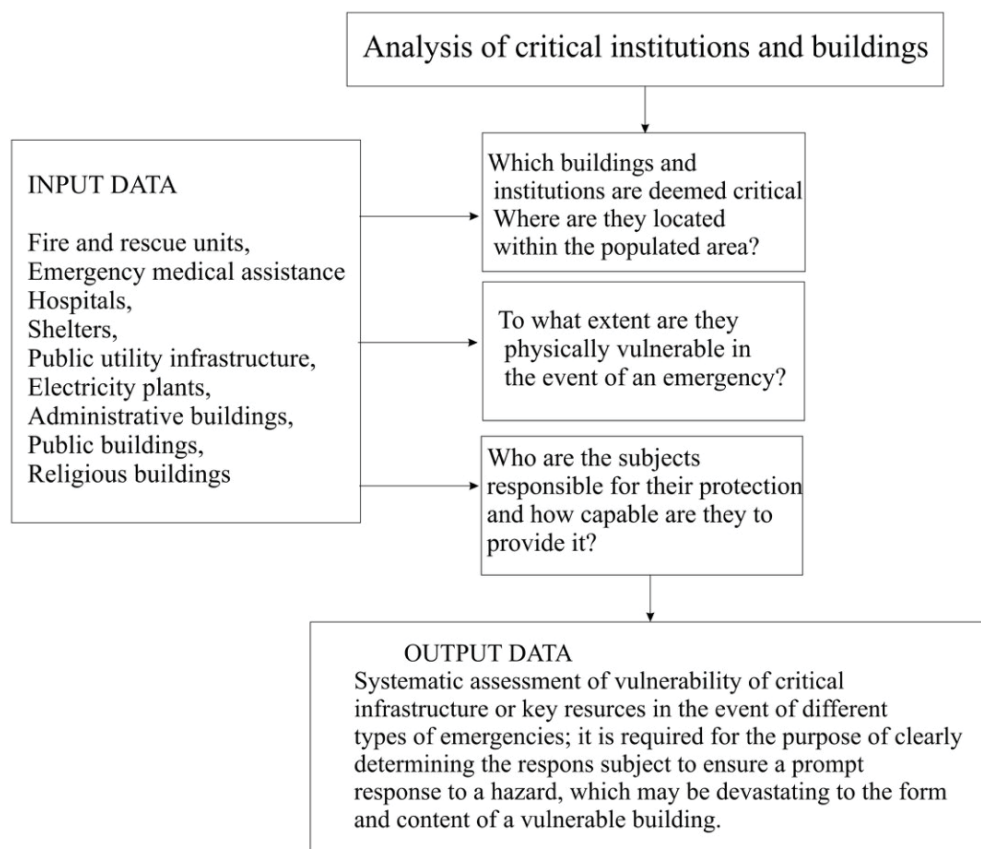 Analysis of critical institutions and buildings
INPUT DATA
Fire and rescue units,
Emergency medical assistance
Hospitals,
Shelters,
Public utility infrastructure,
Electricity plants,
Administrative buildings,
Public buildings,
Religious buildings
Which buildings and
institutions are deemed critical
Where are they located
within the populated area?
To what extent are they
physically vulnerable in
the event of an emergency?
Who are the subjects
responsible for their protection
and how capable are they to
provide it?
OUTPUT DATA
Systematic assessment of vulnerability of critical
infrastructure or key resurces in the event of different
types of emergencies; it is required for the purpose of clearly
determining the respons subject to ensure a prompt
response to a hazard, which may be devastating to the form
and content of a vulnerable building.